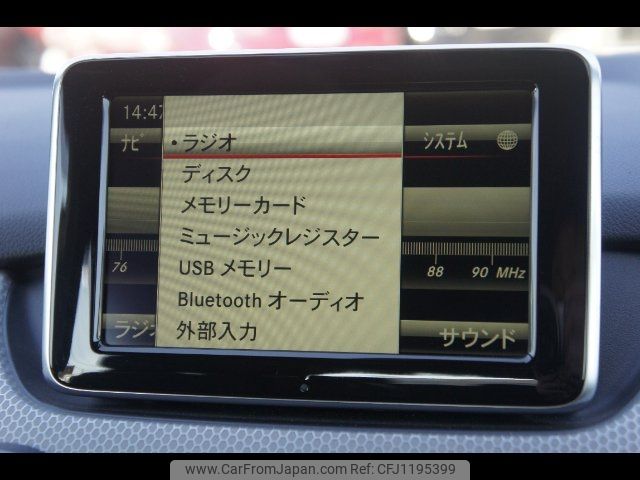 14:47
ナビ
システム
・ラジオ
ディスク
メモリーカード
ミュージックレジスター
USB メモリー
Bluetooth オーディオ
外部入力
76
88 90 MHz
ラジオ
サウンド
www.CarFromJapan.com ID: CFJ1195399